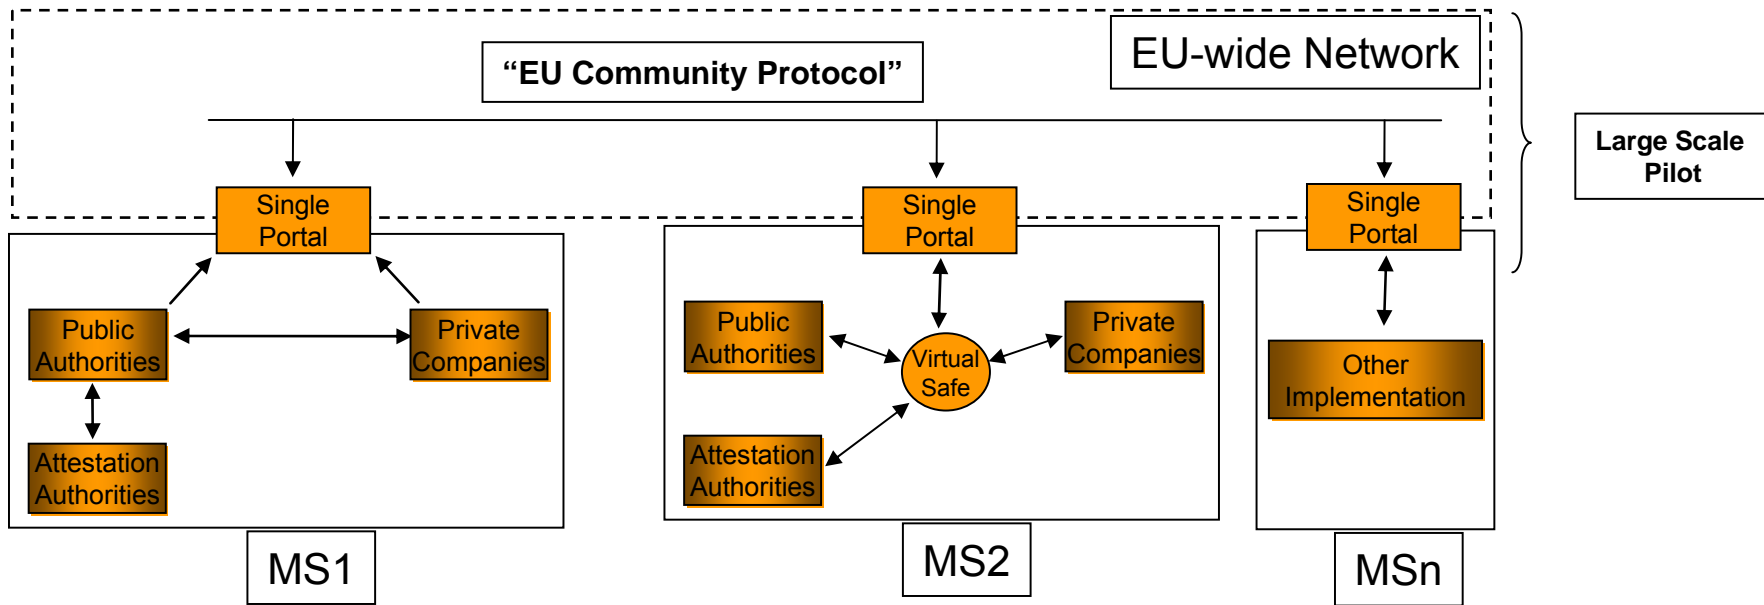 EU-wide Network
“EU Community Protocol”
Large Scale
Pilot
Single
Portal
Single
Portal
Single
Portal
Public
Authorities
Private
Companies
Attestation
Authorities
MS1
Public
Authorities
Private
Companies
Virtual
Safe
Attestation
Authorities
MS2
Other
Implementation
MSn